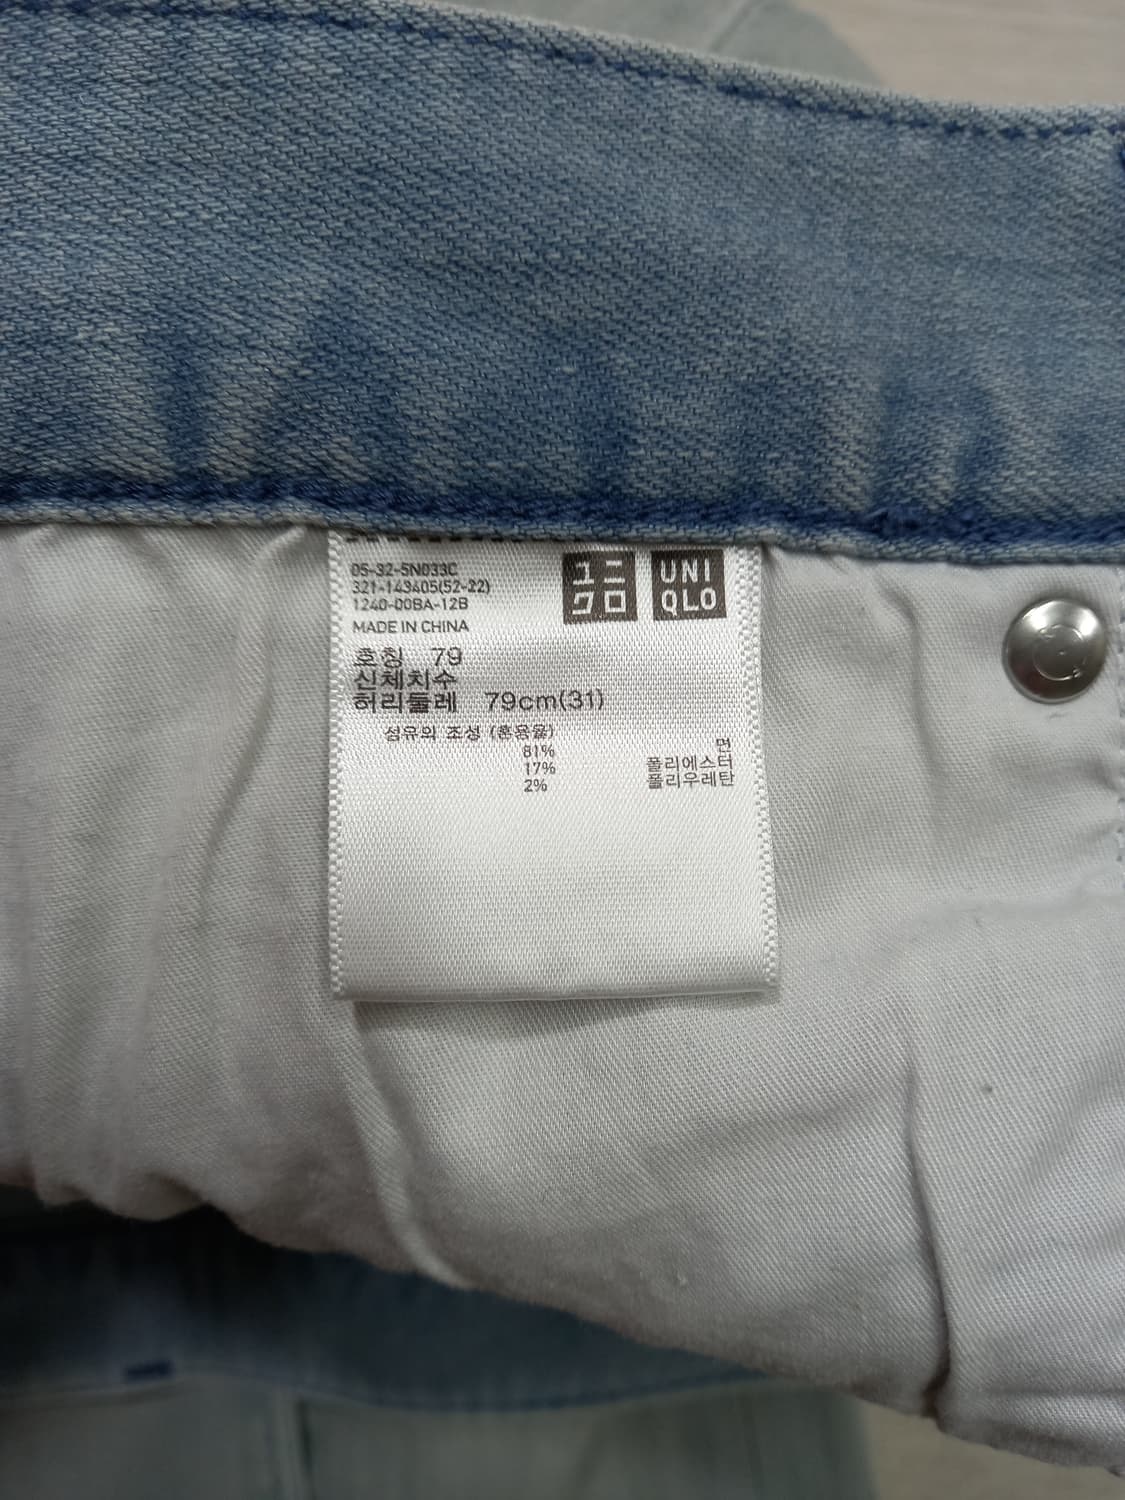 05-32-5N033C
321-143405(52-22)
1240-00BA-12B
MADE IN CHINA
ユニ
クロ
UNI
QLO
호칭 79
신체치수
허리둘레 79cm(31)
섬유의 조성 (혼용율)
81% 면
17% 폴리에스터
2% 폴리우레탄